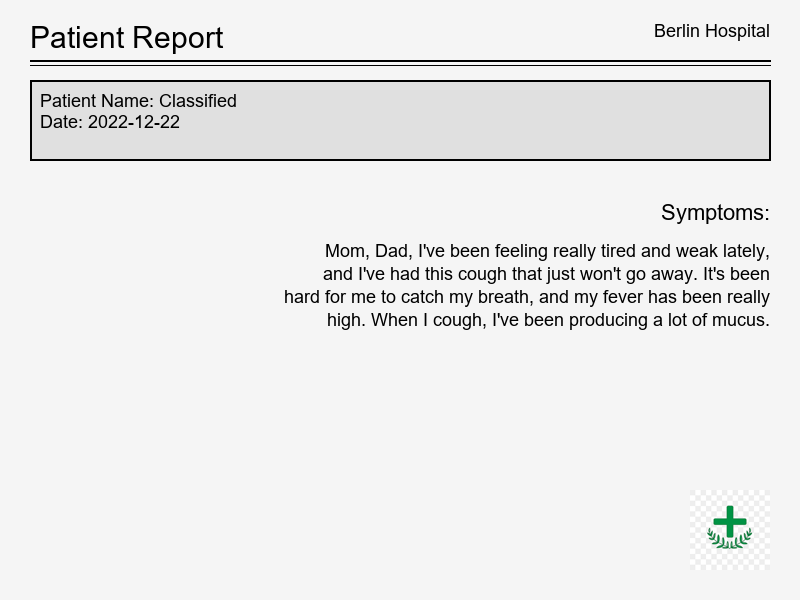 Patient Report
Berlin Hospital
Patient Name: Classified
Date: 2022-12-22
Symptoms:
Mom, Dad, I've been feeling really tired and weak lately,
and I've had this cough that just won't go away. It's been
hard for me to catch my breath, and my fever has been really
high. When I cough, I've been producing a lot of mucus.